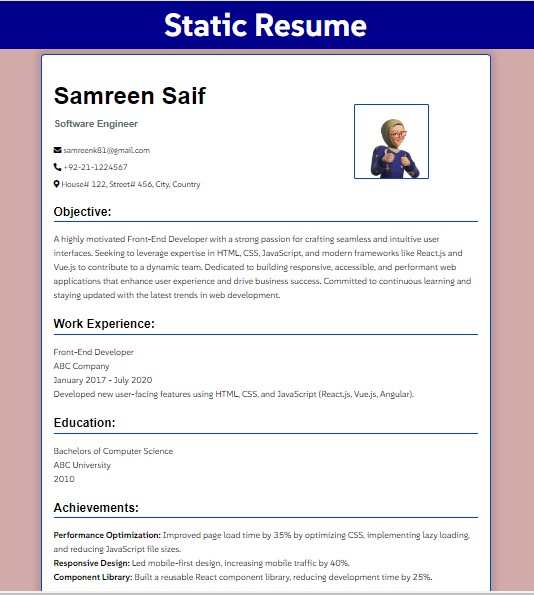 Static Resume
Samreen Saif
Software Engineer
samreenk81@gmail.com
+92-21-1224567
House# 122, Street# 456, City, Country
Objective:
A highly motivated Front-End Developer with a strong passion for crafting seamless and intuitive user
interfaces. Seeking to leverage expertise in HTML, CSS, JavaScript, and modern frameworks like React.js and
Vue.js to contribute to a dynamic team. Dedicated to building responsive, accessible, and performant web
applications that enhance user experience and drive business success. Committed to continuous learning and
staying updated with the latest trends in web development.
Work Experience:
Front-End Developer
ABC Company
January 2017 - July 2020
Developed new user-facing features using HTML, CSS, and JavaScript (React.js, Vue.js, Angular).
Education:
Bachelors of Computer Science
ABC University
2010
Achievements:
Performance Optimization: Improved page load time by 35% by optimizing CSS, implementing lazy loading,
and reducing JavaScript file sizes.
Responsive Design: Led mobile-first design, increasing mobile traffic by 40%.
Component Library: Built a reusable React component library, reducing development time by 25%.